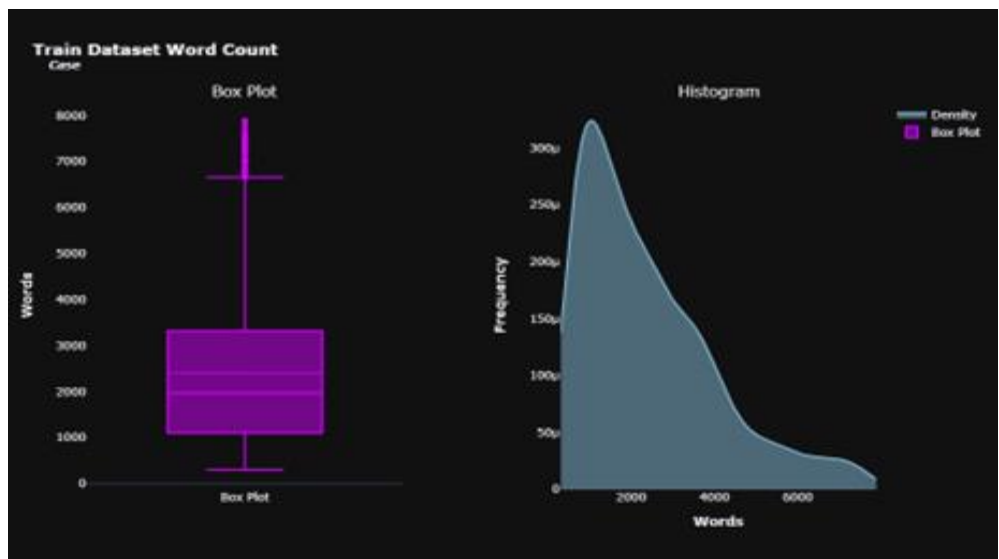 Train Dataset Word Count
Case
Box Plot
8000
7000
6000
5000
4000
3000
2000
1000
0
Words
Box Plot
Histogram
300μ
250μ
200μ
150μ
100μ
50μ
0
Frequency
2000
4000
6000
Words
Density
Box Plot